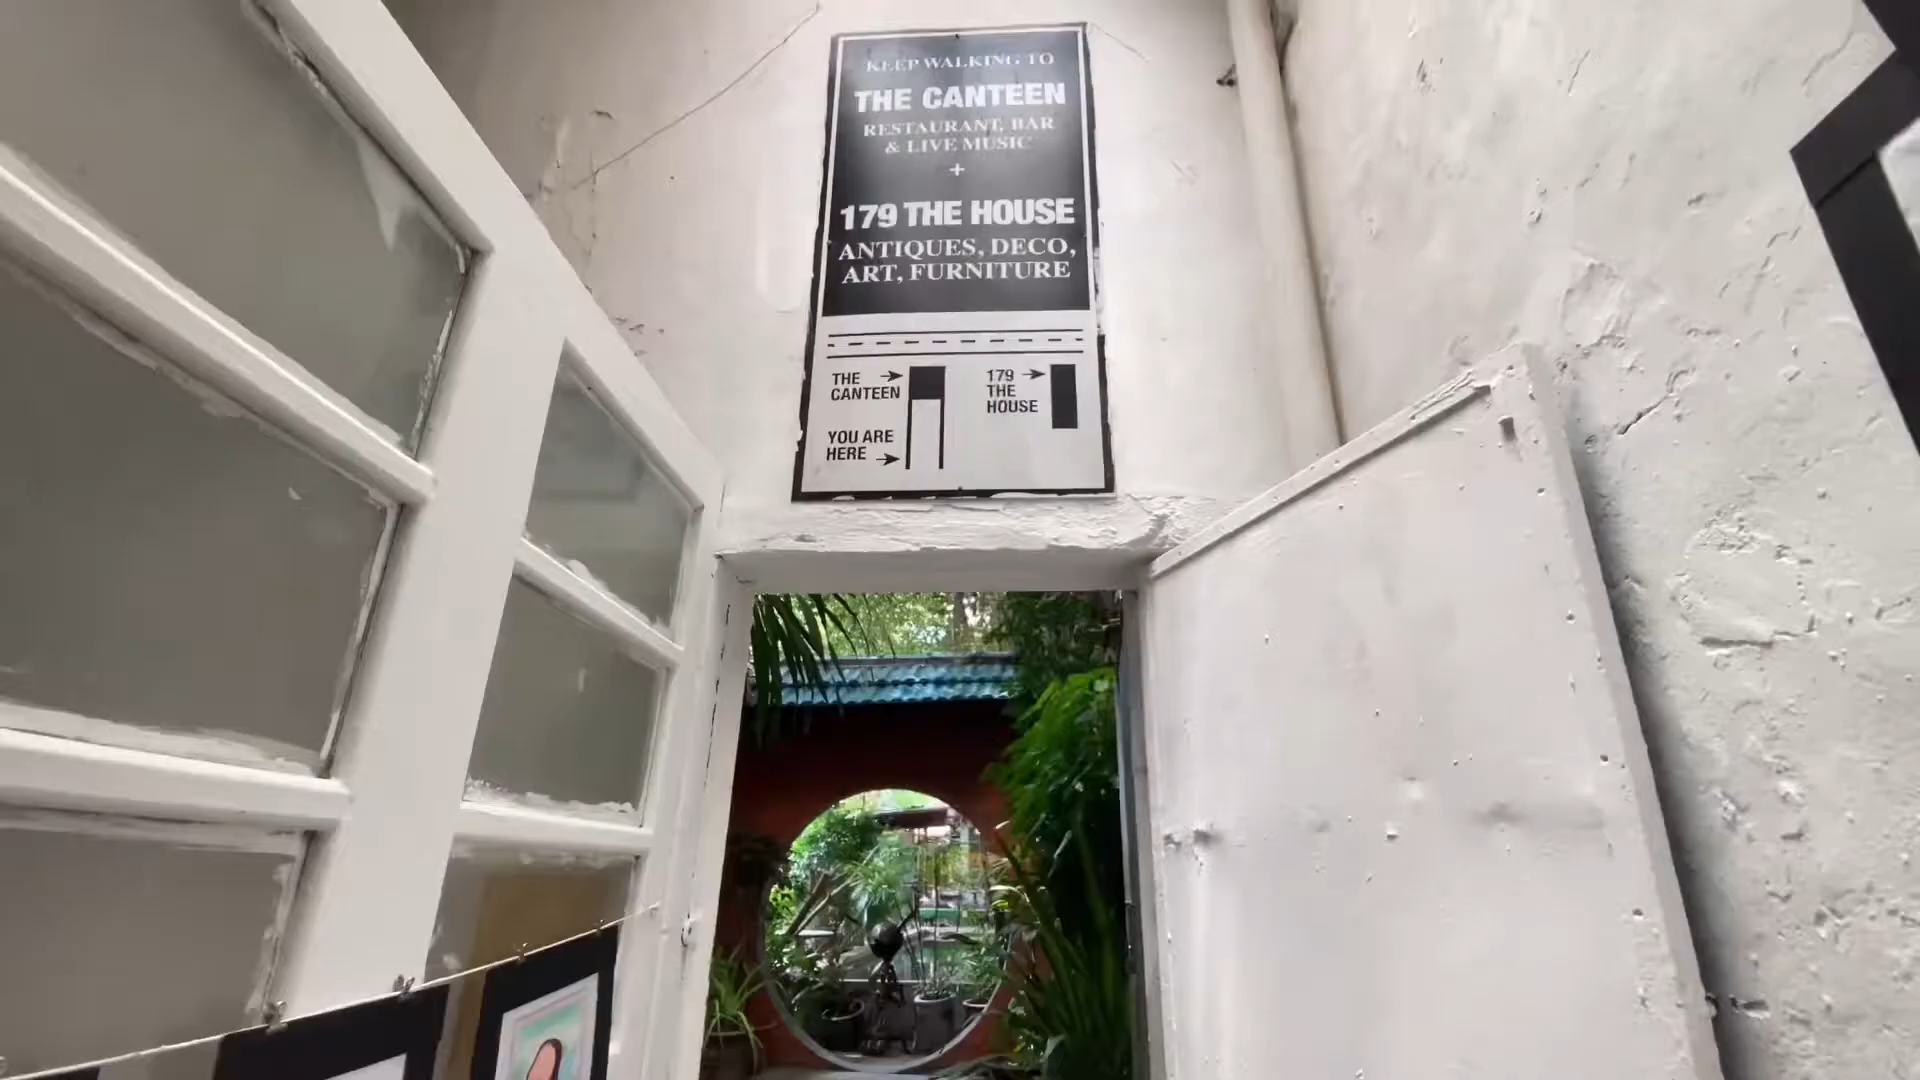 KEEP WALKING TO
THE CANTEEN
RESTAURANT, BAR
& LIVE MUSIC
+
179 THE HOUSE
ANTIQUES, DECO,
ART, FURNITURE
THE
CANTEEN
179
THE
HOUSE
YOU ARE
HERE